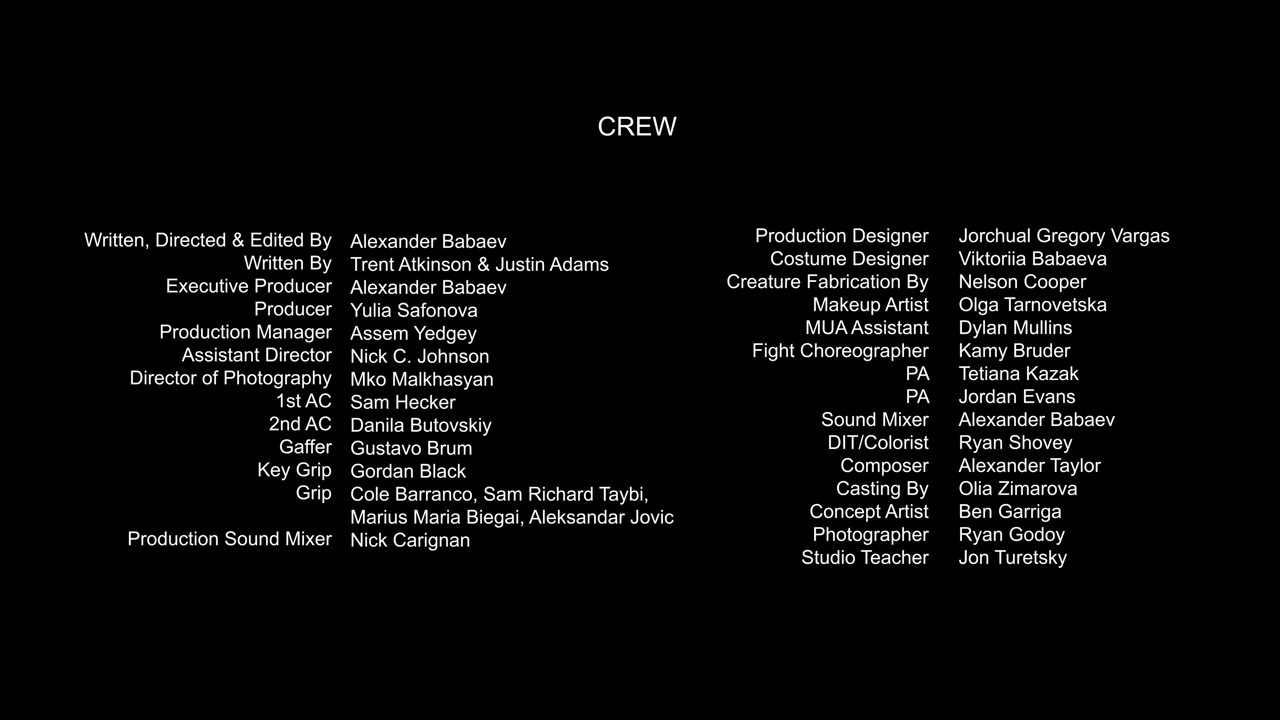 CREW
Written, Directed & Edited By Alexander Babaev
Written By Trent Atkinson & Justin Adams
Executive Producer Alexander Babaev
Producer Yulia Safonova
Production Manager Assem Yedgey
Assistant Director Nick C. Johnson
Director of Photography Mko Malkhasyan
1st AC Sam Hecker
2nd AC Danila Butovskiy
Gaffer Gustavo Brum
Key Grip Gordan Black
Grip Cole Barranco, Sam Richard Taybi,
Marius Maria Biegai, Aleksandar Jovic
Production Sound Mixer Nick Carignan
Production Designer Jorchual Gregory Vargas
Costume Designer Viktoriia Babaeva
Creature Fabrication By Nelson Cooper
Makeup Artist Olga Tarnovetska
MUA Assistant Dylan Mullins
Fight Choreographer Kamy Bruder
PA Tetiana Kazak
PA Jordan Evans
Sound Mixer Alexander Babaev
DIT/Colorist Ryan Shovey
Composer Alexander Taylor
Casting By Olia Zimarova
Concept Artist Ben Garriga
Photographer Ryan Godoy
Studio Teacher Jon Turetsky